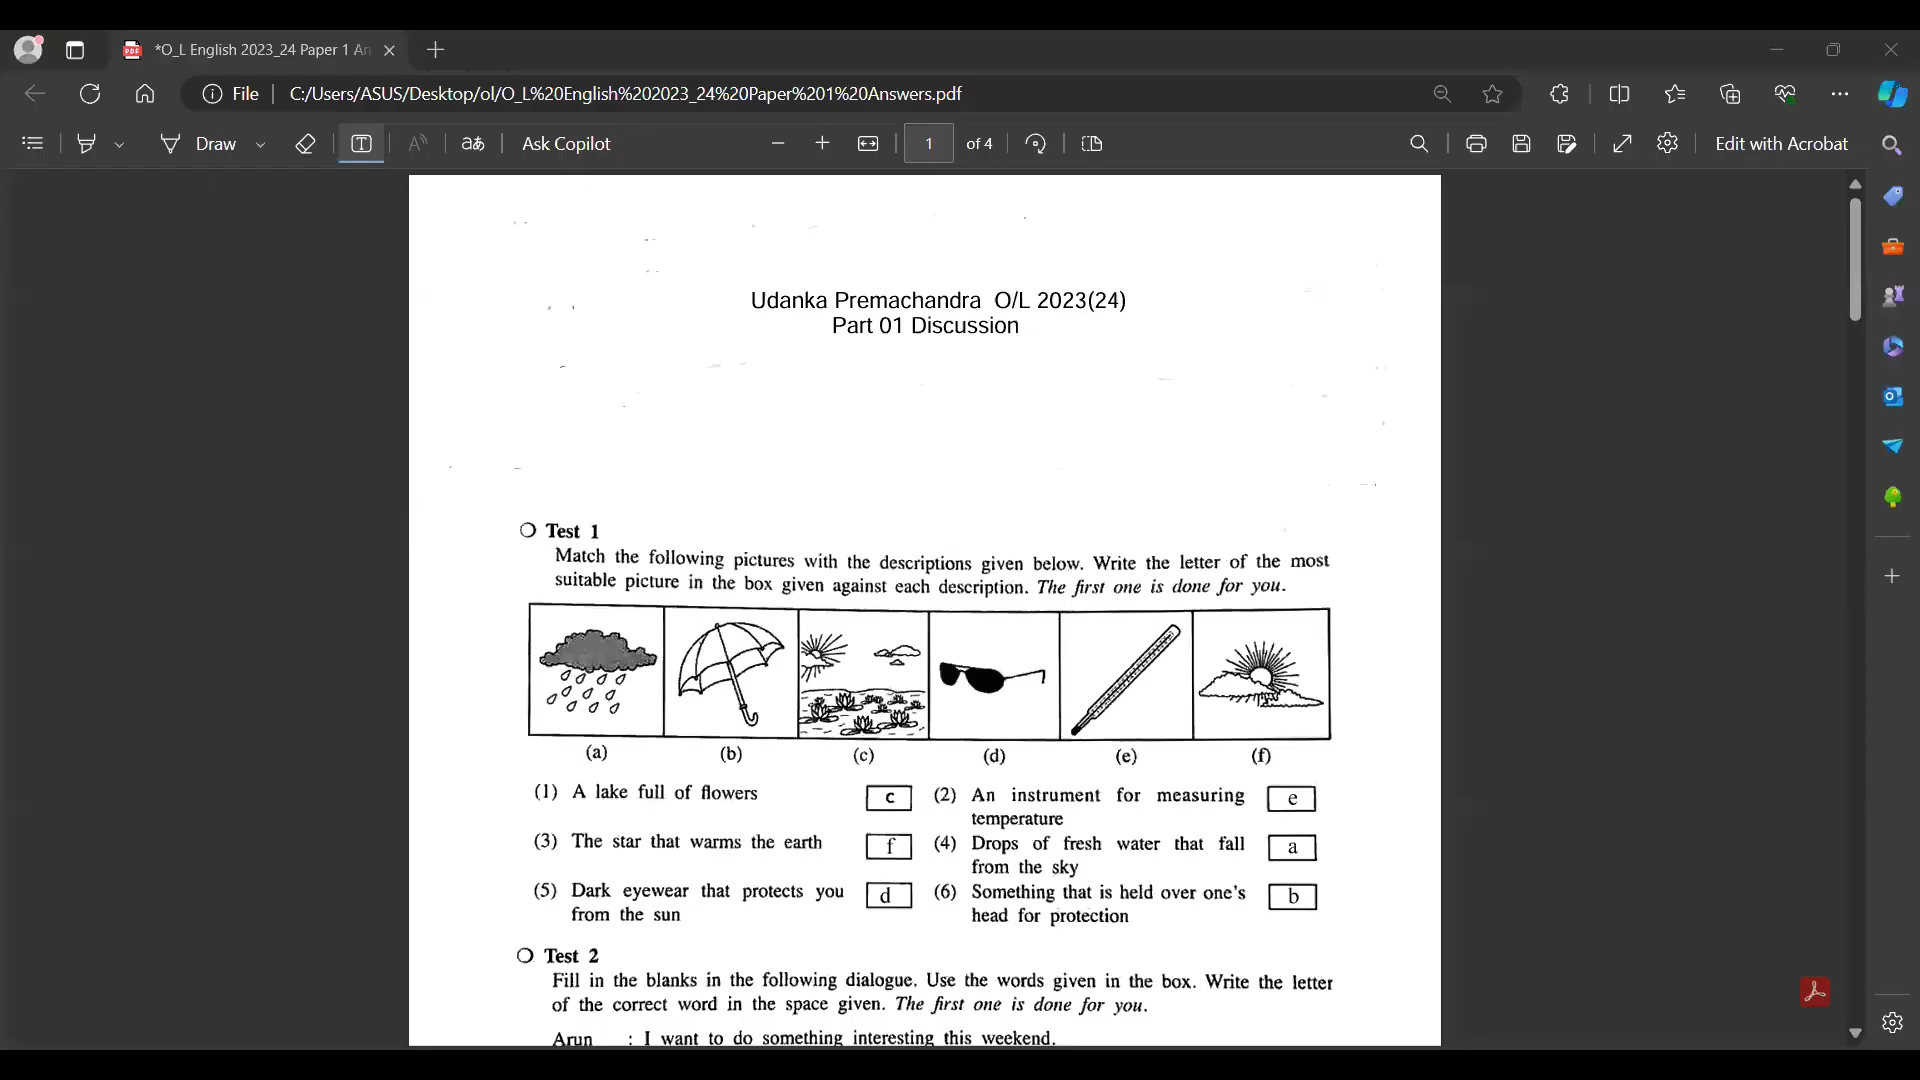 *O_L English 2023_24 Paper 1 An
File
C:/Users/ASUS/Desktop/ol/O_L%20English%202023_24%20Paper%201%20Answers.pdf
Draw
aあ
Ask Copilot
1
of 4
Edit with Acrobat
Udanka Premachandra O/L 2023(24)
Part 01 Discussion
Test 1
Match the following pictures with the descriptions given below. Write the letter of the most
suitable picture in the box given against each description. The first one is done for you.
(a) (b) (c) (d) (e) (f)
(1) A lake full of flowers c
(2) An instrument for measuring e
temperature
(3) The star that warms the earth f
(4) Drops of fresh water that fall a
from the sky
(5) Dark eyewear that protects you d
from the sun
(6) Something that is held over one's b
head for protection
Test 2
Fill in the blanks in the following dialogue. Use the words given in the box. Write the letter
of the correct word in the space given. The first one is done for you.
Arun : I want to do something interesting this weekend.